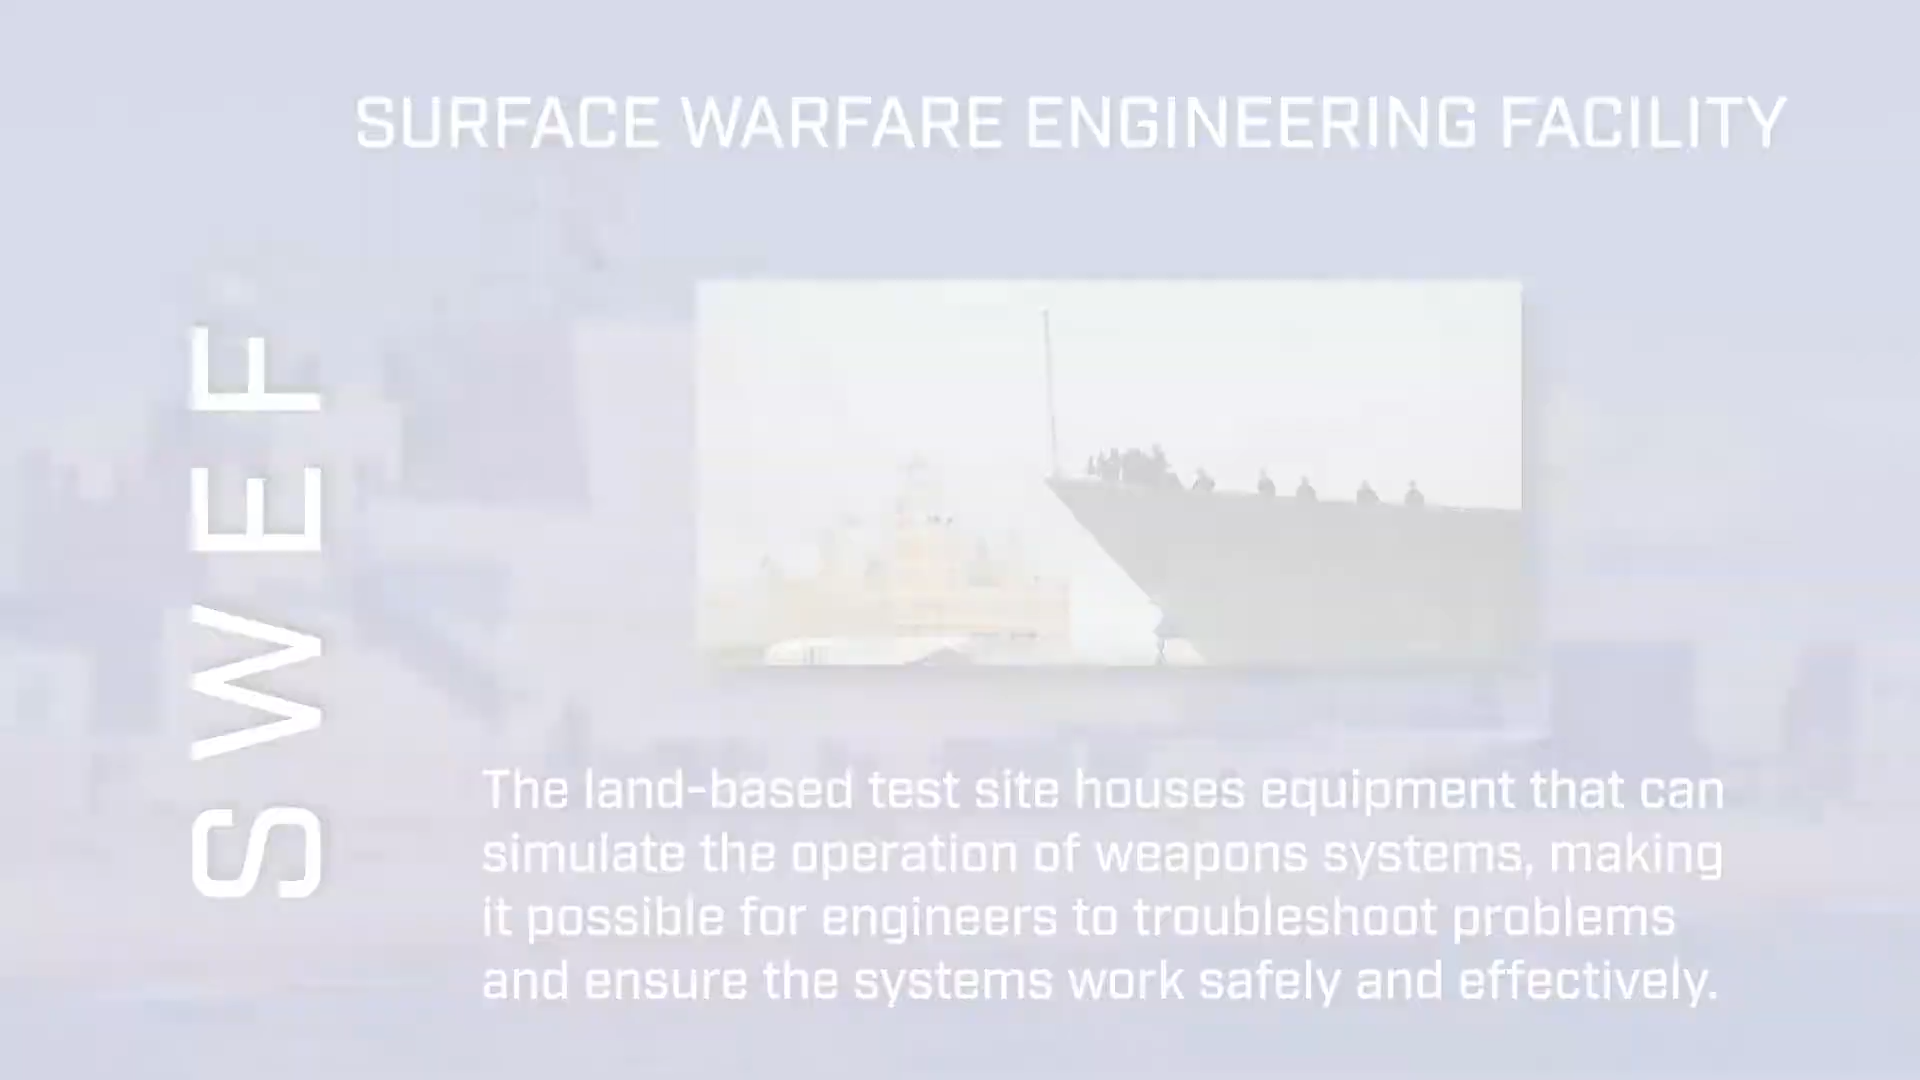 SURFACE WARFARE ENGINEERING FACILITY
SWEF
The land-based test site houses equipment that can
simulate the operation of weapons systems, making
it possible for engineers to troubleshoot problems
and ensure the systems work safely and effectively.